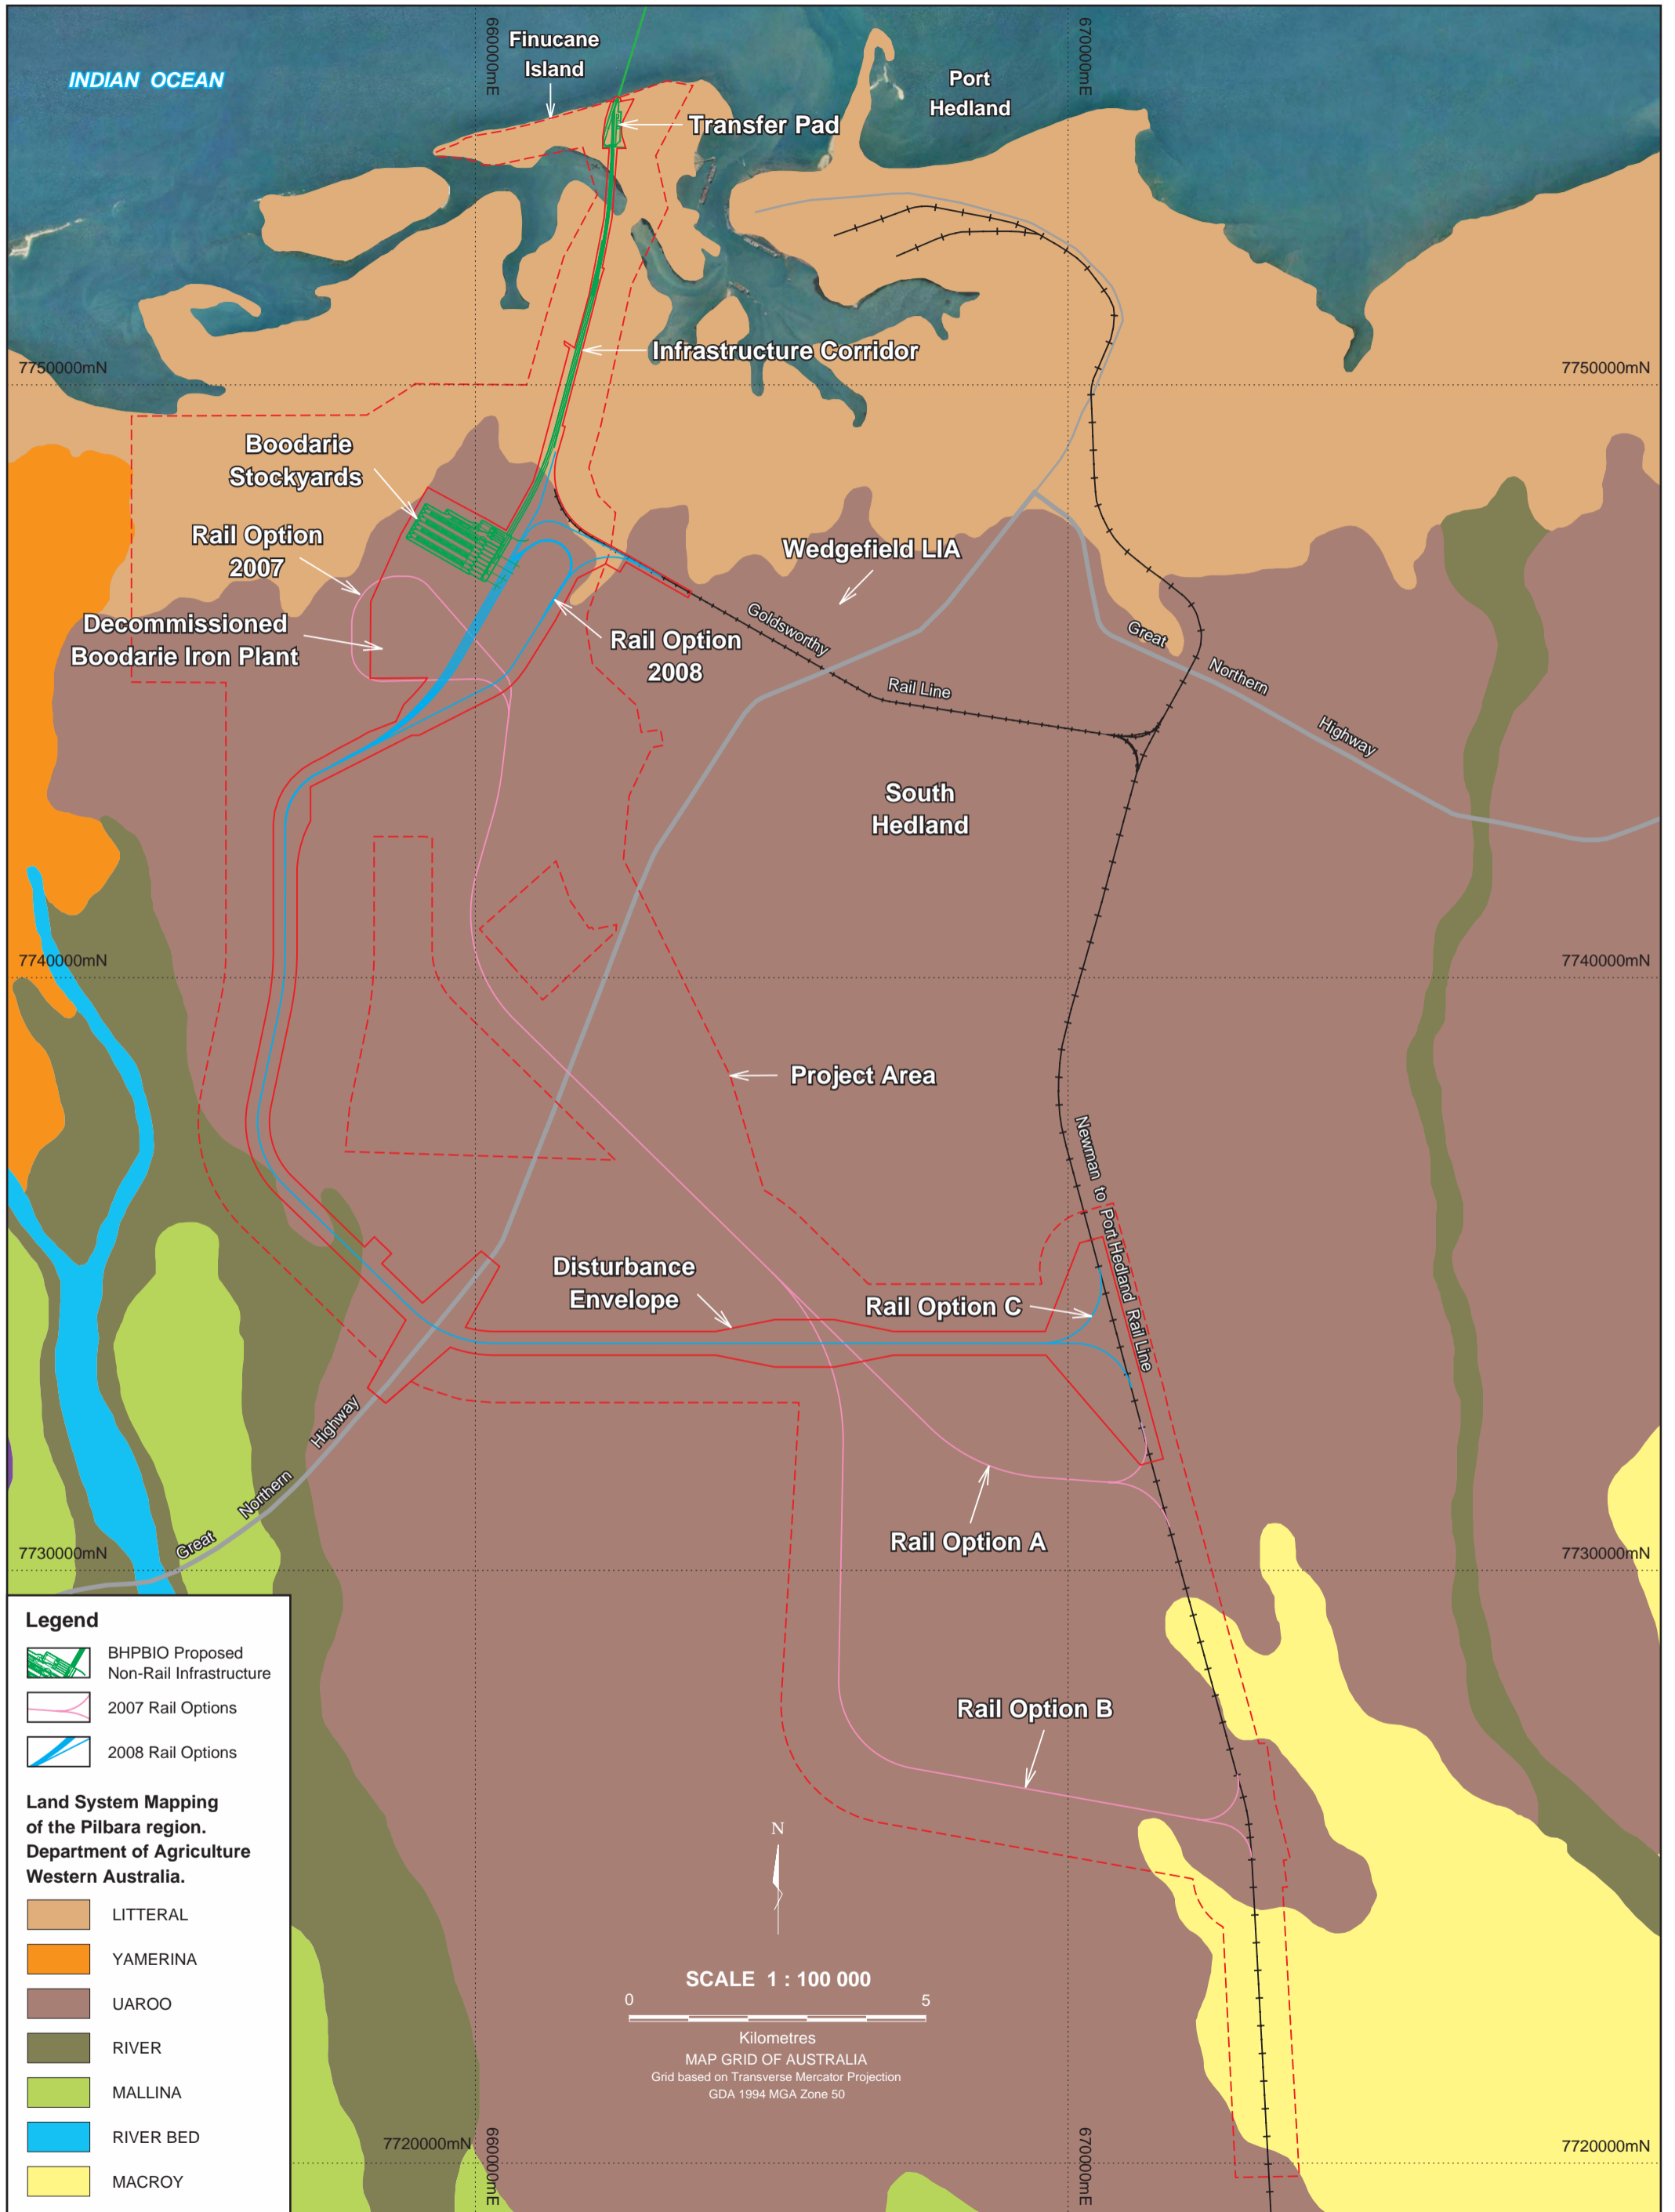 INDIAN OCEAN
660000mE
Finucane
Island
Transfer Pad
Port
Hedland
670000mE
Infrastructure Corridor
7750000mN
7750000mN
Boodarie
Stockyards
Rail Option
2007
Wedgefield LIA
Decommissioned
Boodarie Iron Plant
Rail Option
2008
Goldsworthy
Rail Line
Great
Northern
Highway
South
Hedland
7740000mN
7740000mN
Project Area
Newman to Port Hedland Rail Line
Disturbance
Envelope
Rail Option C
Great
Northern
Highway
Rail Option A
7730000mN
7730000mN
Rail Option B
Legend
BHPBIO Proposed
Non-Rail Infrastructure
2007 Rail Options
2008 Rail Options
Land System Mapping
of the Pilbara region.
Department of Agriculture
Western Australia.
LITTERAL
YAMERINA
UAROO
RIVER
MALLINA
RIVER BED
MACROY
N
SCALE 1 : 100 000
0
5
Kilometres
MAP GRID OF AUSTRALIA
Grid based on Transverse Mercator Projection
GDA 1994 MGA Zone 50
7720000mN
660000mE
670000mE
7720000mN